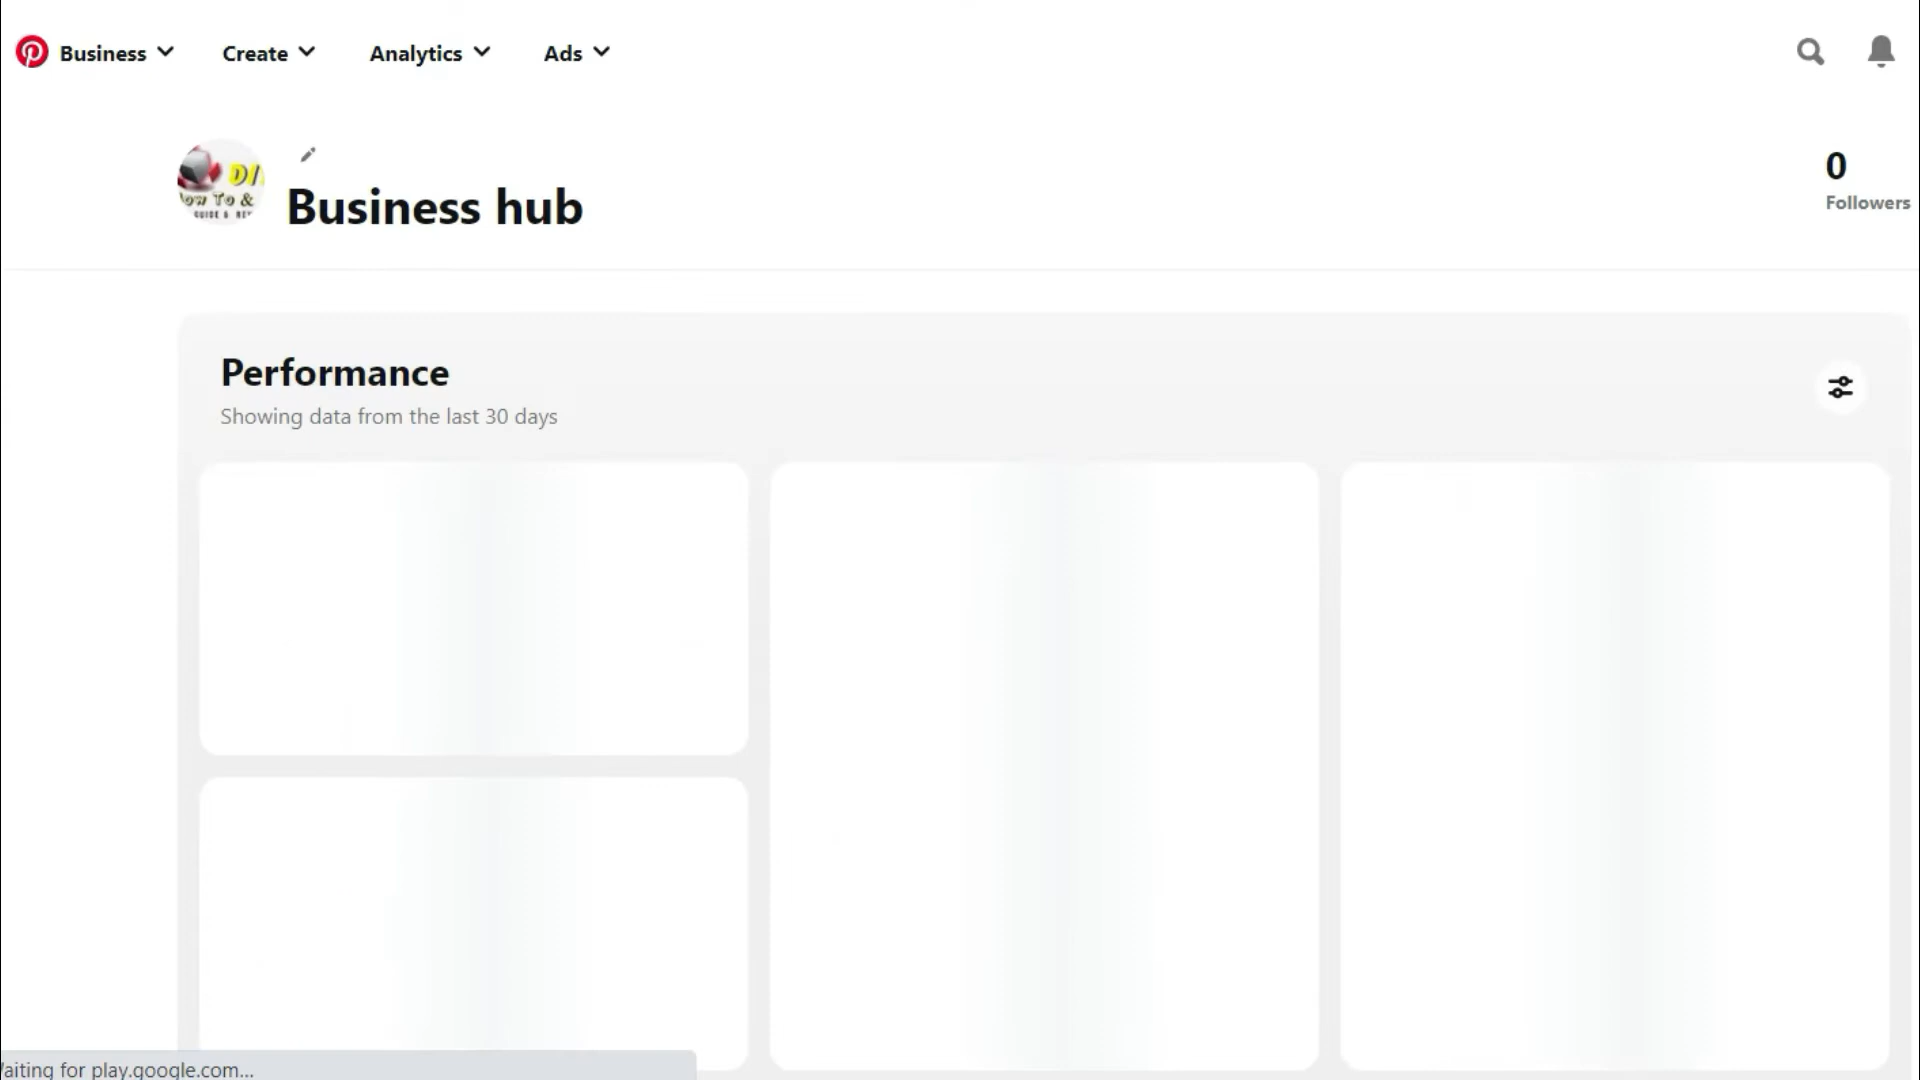 Business
Create
Analytics
Ads
0
Followers
Business hub
Performance
Showing data from the last 30 days
waiting for play.google.com...